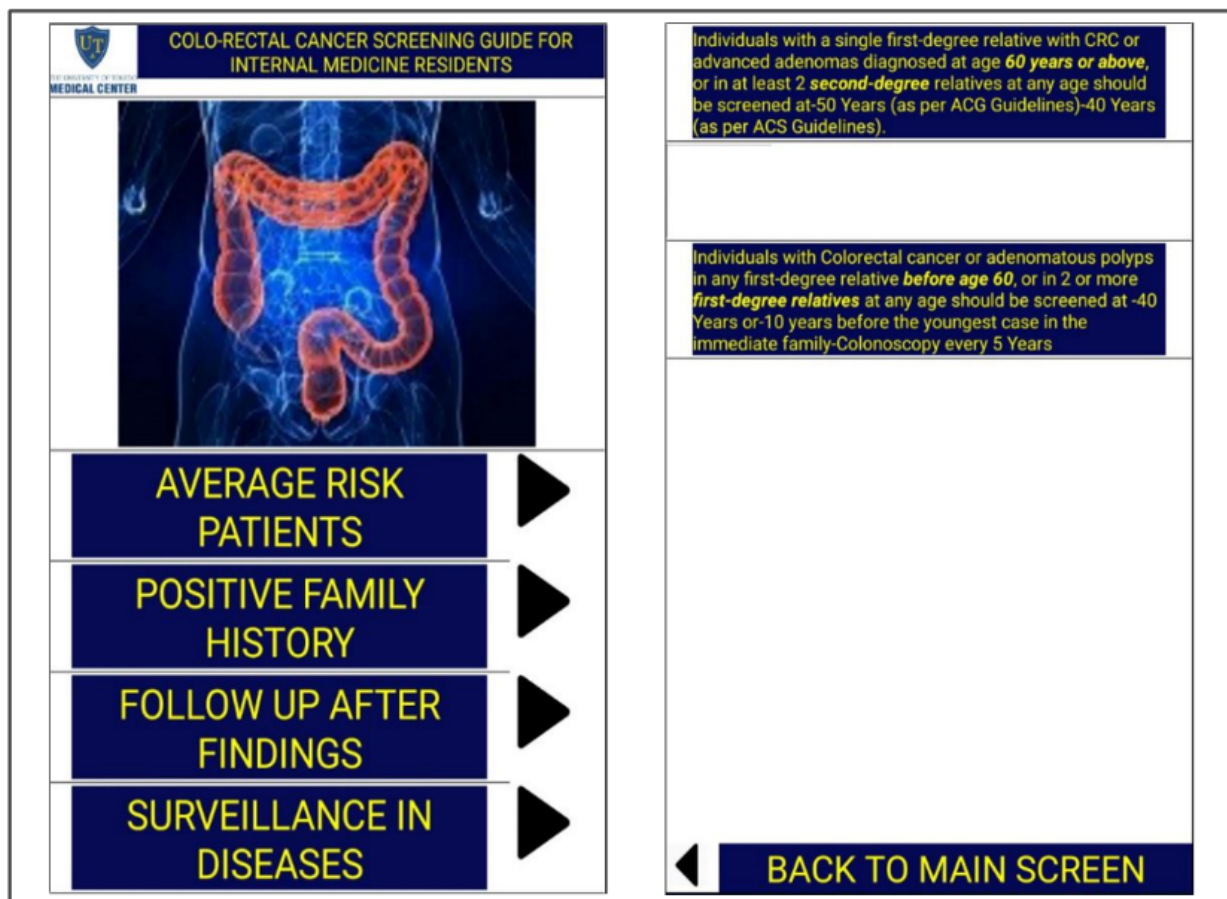 UT
THE UNIVERSITY OF TOLEDO
MEDICAL CENTER
COLO-RECTAL CANCER SCREENING GUIDE FOR
INTERNAL MEDICINE RESIDENTS
AVERAGE RISK
PATIENTS
POSITIVE FAMILY
HISTORY
FOLLOW UP AFTER
FINDINGS
SURVEILLANCE IN
DISEASES
Individuals with a single first-degree relative with CRC or
advanced adenomas diagnosed at age 60 years or above,
or in at least 2 second-degree relatives at any age should
be screened at-50 Years (as per ACG Guidelines)-40 Years
(as per ACS Guidelines).
Individuals with Colorectal cancer or adenomatous polyps
in any first-degree relative before age 60, or in 2 or more
first-degree relatives at any age should be screened at -40
Years or-10 years before the youngest case in the
immediate family-Colonoscopy every 5 Years
BACK TO MAIN SCREEN